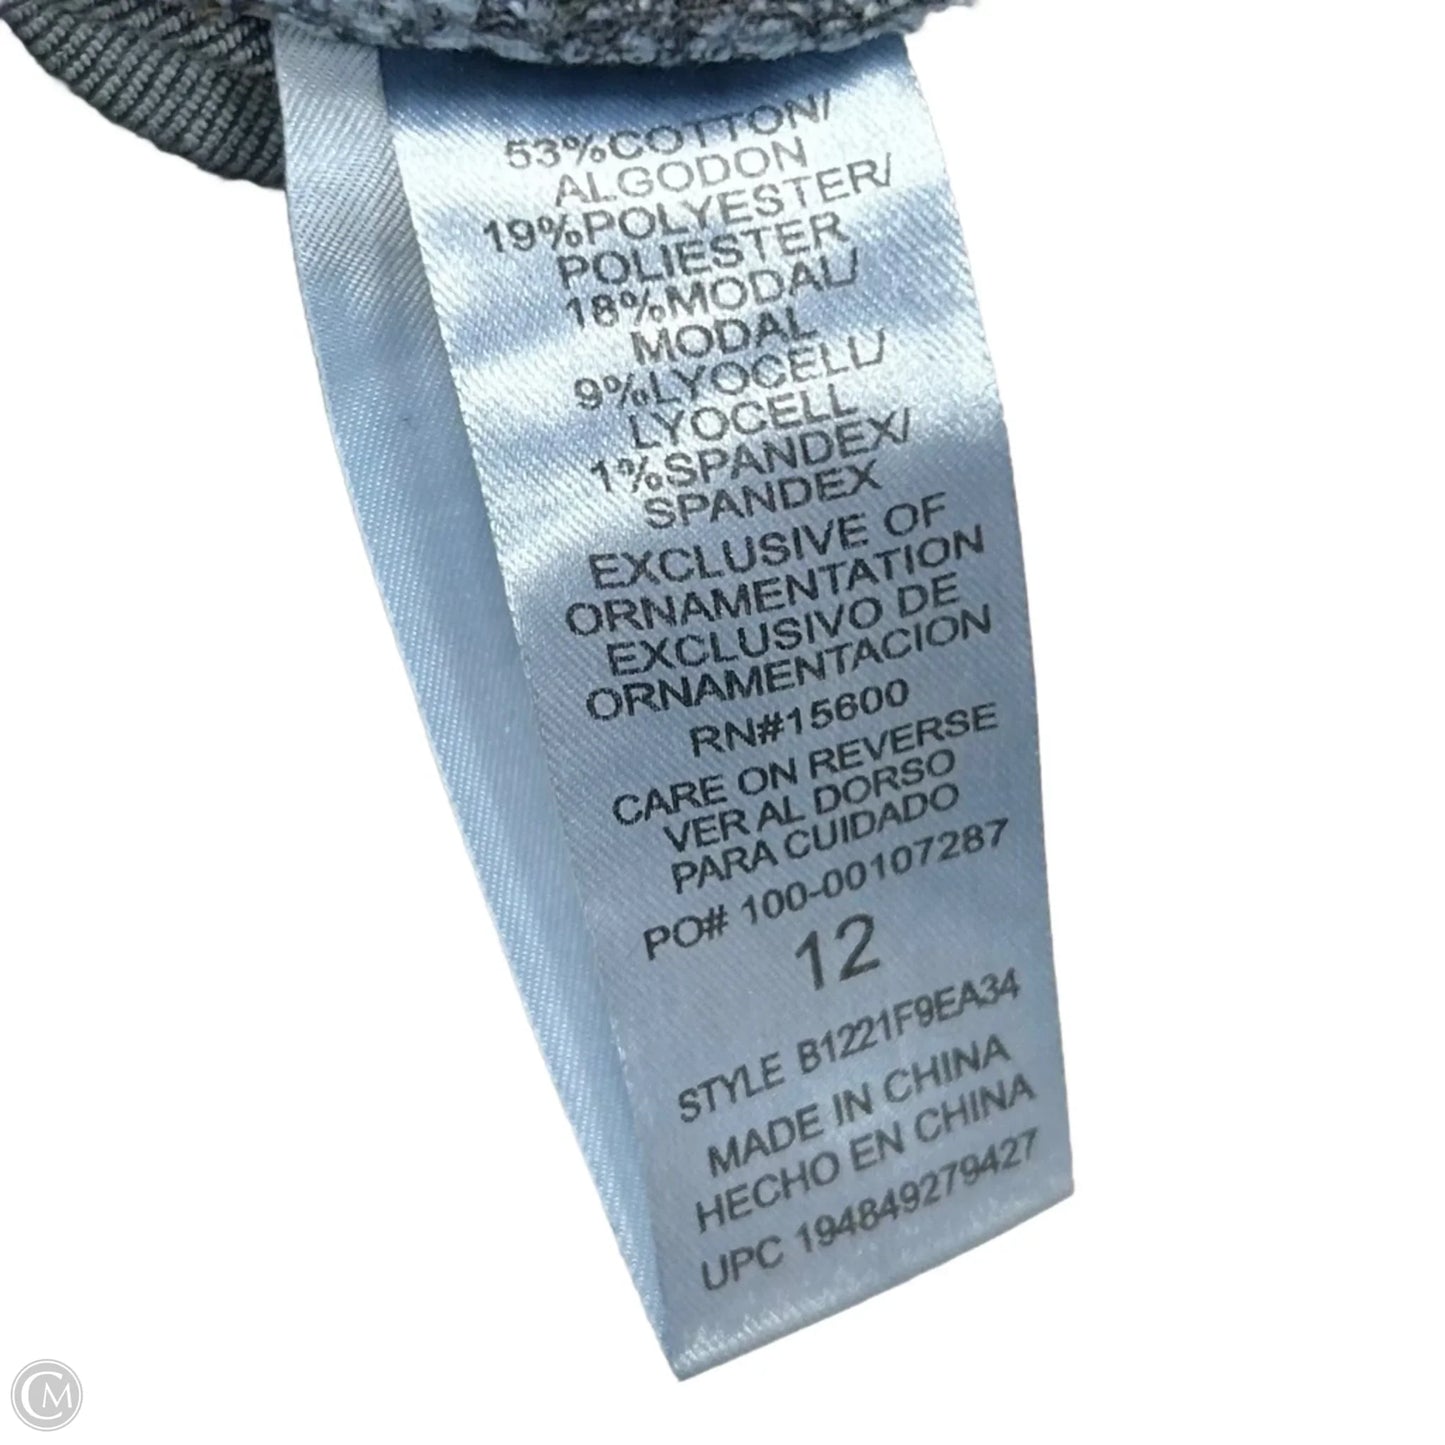 53%COTTON/
ALGODON
19%POLYESTER/
POLIESTER
18%MODAL/
MODAL
9%LYOCELL/
LYOCELL
1%SPANDEX/
SPANDEX
EXCLUSIVE OF
ORNAMENTATION
EXCLUSIVO DE
ORNAMENTACION
RN#15600
CARE ON REVERSE
VER AL DORSO
PARA CUIDADO
PO# 100-00107287
12
STYLE B1221F9EA34
MADE IN CHINA
HECHO EN CHINA
UPC 194849279427
CM